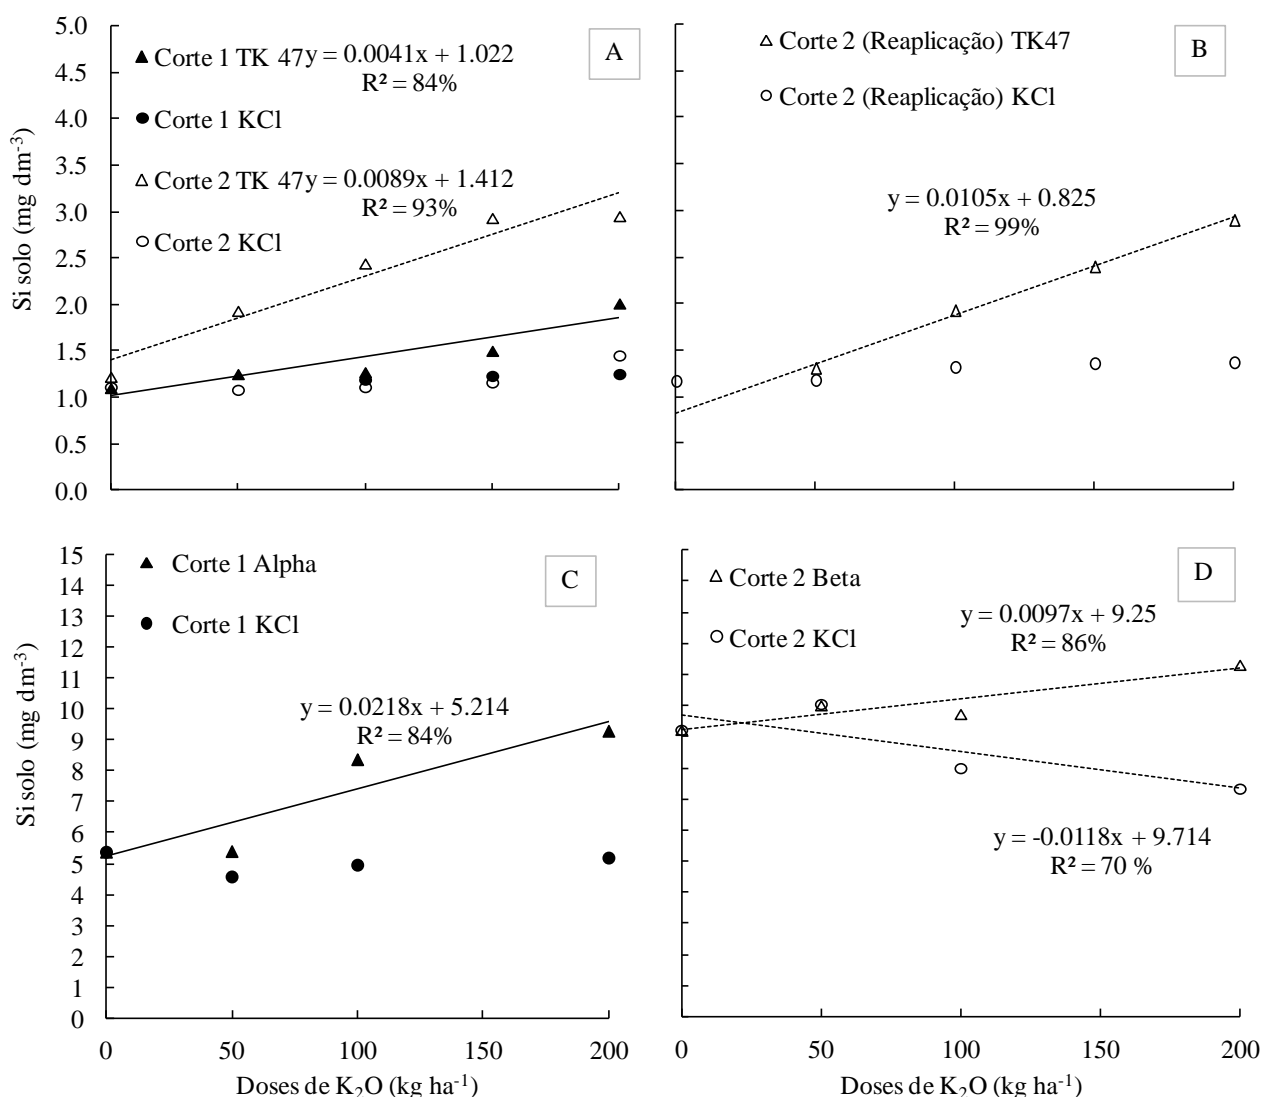 5.0
4.5
4.0
3.5
3.0
2.5
2.0
1.5
1.0
0.5
0.0
Si solo (mg dm⁻³)
Corte 1 TK 47
y = 0.0041x + 1.022
R² = 84%
Corte 1 KCl
Corte 2 TK 47
y = 0.0089x + 1.412
R² = 93%
Corte 2 KCl
A
Corte 2 (Reaplicação) TK47
Corte 2 (Reaplicação) KCl
B
y = 0.0105x + 0.825
R² = 99%
15
14
13
12
11
10
9
8
7
6
5
4
3
2
1
0
Si solo (mg dm⁻³)
Corte 1 Alpha
Corte 1 KCl
C
y = 0.0218x + 5.214
R² = 84%
0 50 100 150 200
Doses de K₂O (kg ha⁻¹)
Corte 2 Beta
Corte 2 KCl
D
y = 0.0097x + 9.25
R² = 86%
y = -0.0118x + 9.714
R² = 70 %
0 50 100 150 200
Doses de K₂O (kg ha⁻¹)